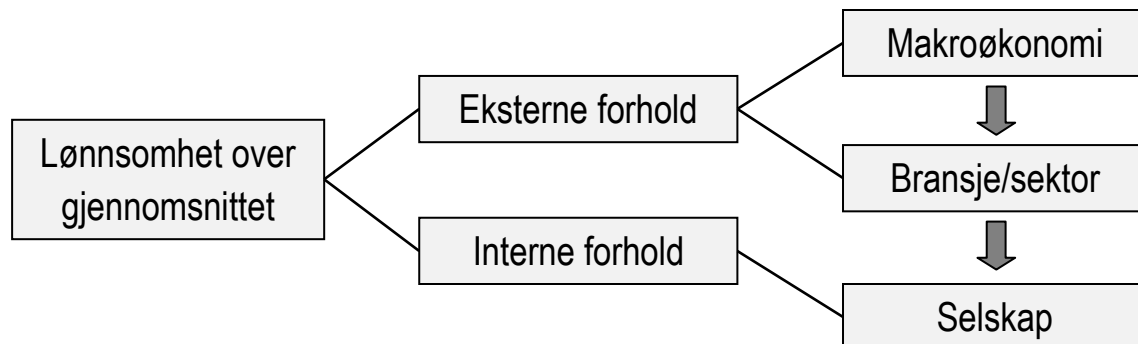 Lønnsomhet over
gjennomsnittet
Eksterne forhold
Interne forhold
Makroøkonomi
Bransje/sektor
Selskap